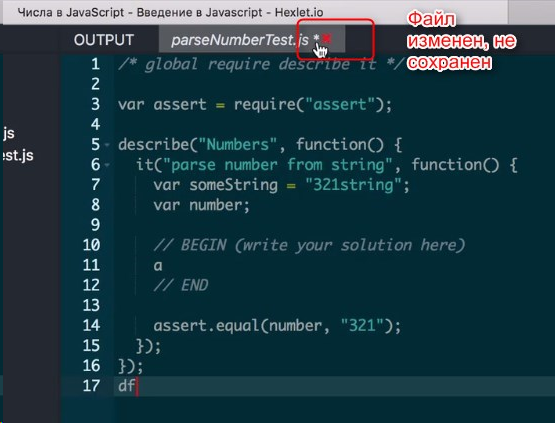 Числа в JavaScript - Введение в Javascript - Hexlet.io
OUTPUT
parseNumberTest.js *
Файл
изменен, не
сохранен
js
est.js
1 /* global require describe it */
2
3 var assert = require("assert");
4
5 describe("Numbers", function() {
6 it("parse number from string", function() {
7 var someString = "321string";
8 var number;
9
10 // BEGIN (write your solution here)
11 a
12 // END
13
14 assert.equal(number, "321");
15 });
16 });
17 df